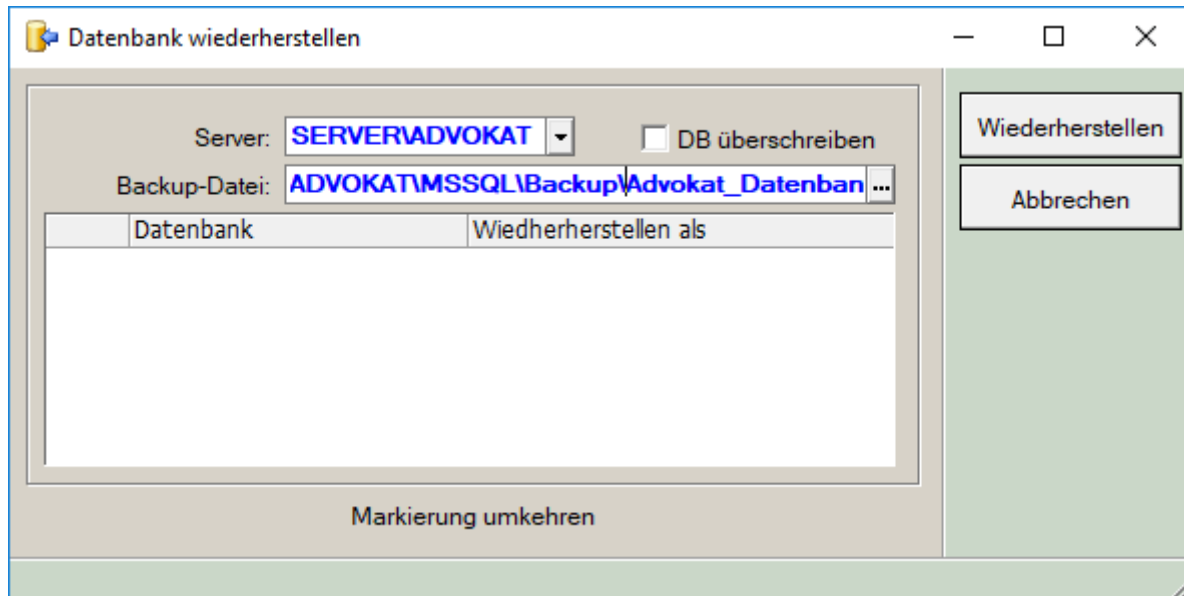 Datenbank wiederherstellen
Server: SERVER\ADVOKAT DB überschreiben
Backup-Datei: ADVOKAT\MSSQL\Backup\Advokat_Datenban ...
Datenbank Wiedherherstellen als
Markierung umkehren
Wiederherstellen
Abbrechen